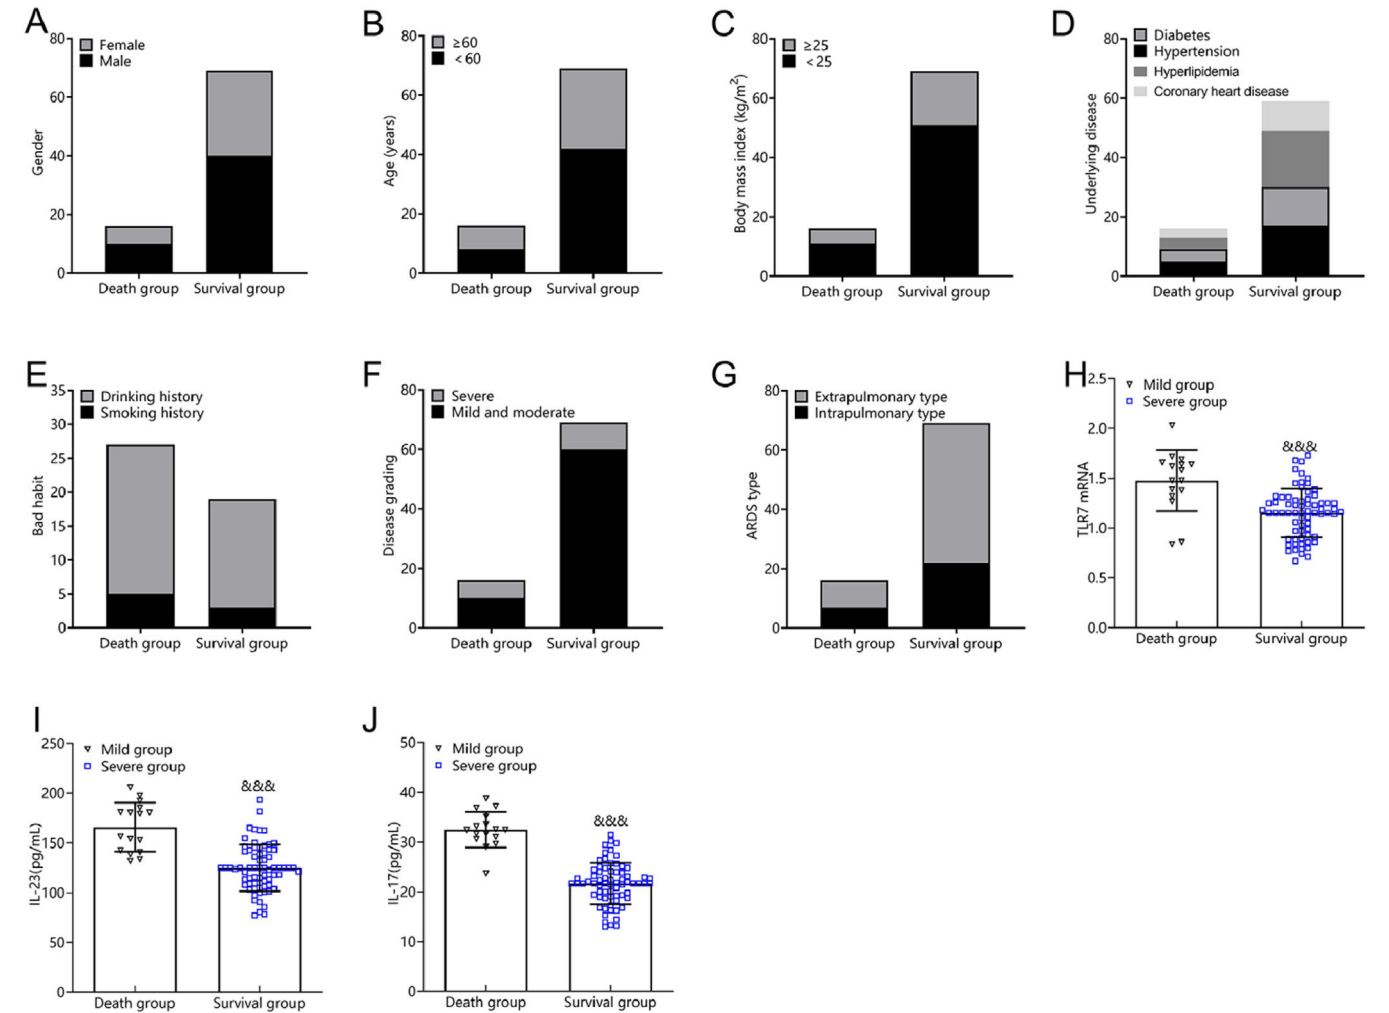 A
80
60
40
20
0
Gender
Female
Male
Death group
Survival group
B
80
60
40
20
0
Age (years)
≥60
<60
Death group
Survival group
C
80
60
40
20
0
Body mass index (kg/m²)
≥25
<25
Death group
Survival group
D
80
60
40
20
0
Underlying disease
Diabetes
Hypertension
Hyperlipidemia
Coronary heart disease
Death group
Survival group
E
35
30
25
20
15
10
5
0
Bad habit
Drinking history
Smoking history
Death group
Survival group
F
80
60
40
20
0
Disease grading
Severe
Mild and moderate
Death group
Survival group
G
80
60
40
20
0
ARDS type
Extrapulmonary type
Intrapulmonary type
Death group
Survival group
H
2.5
2.0
1.5
1.0
0.5
0.0
TLR7 mRNA
Mild group
Severe group
&&&
Death group
Survival group
I
250
200
150
100
50
0
IL-23(pg/mL)
Mild group
Severe group
&&&
Death group
Survival group
J
50
40
30
20
10
0
IL-17(pg/mL)
Mild group
Severe group
&&&
Death group
Survival group